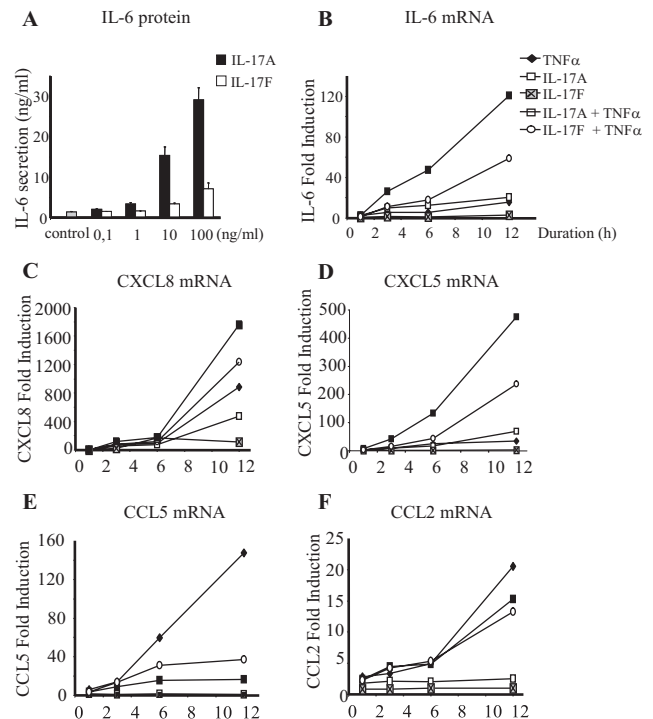 A IL-6 protein
IL-17A
IL-17F
IL-6 secretion (ng/ml)
30
20
10
0
control 0,1 1 10 100 (ng/ml)
B IL-6 mRNA
TNFα
IL-17A
IL-17F
IL-17A + TNFα
IL-17F + TNFα
IL-6 Fold Induction
160
120
80
40
0
0 2 4 6 8 10 12 Duration (h)
C CXCL8 mRNA
CXCL8 Fold Induction
2000
1600
1200
800
400
0
0 2 4 6 8 10 12
D CXCL5 mRNA
CXCL5 Fold Induction
500
400
300
200
100
0
0 2 4 6 8 10 12
E CCL5 mRNA
CCL5 Fold Induction
160
120
80
40
0
0 2 4 6 8 10 12
F CCL2 mRNA
CCL2 Fold Induction
25
20
15
10
5
0
0 2 4 6 8 10 12